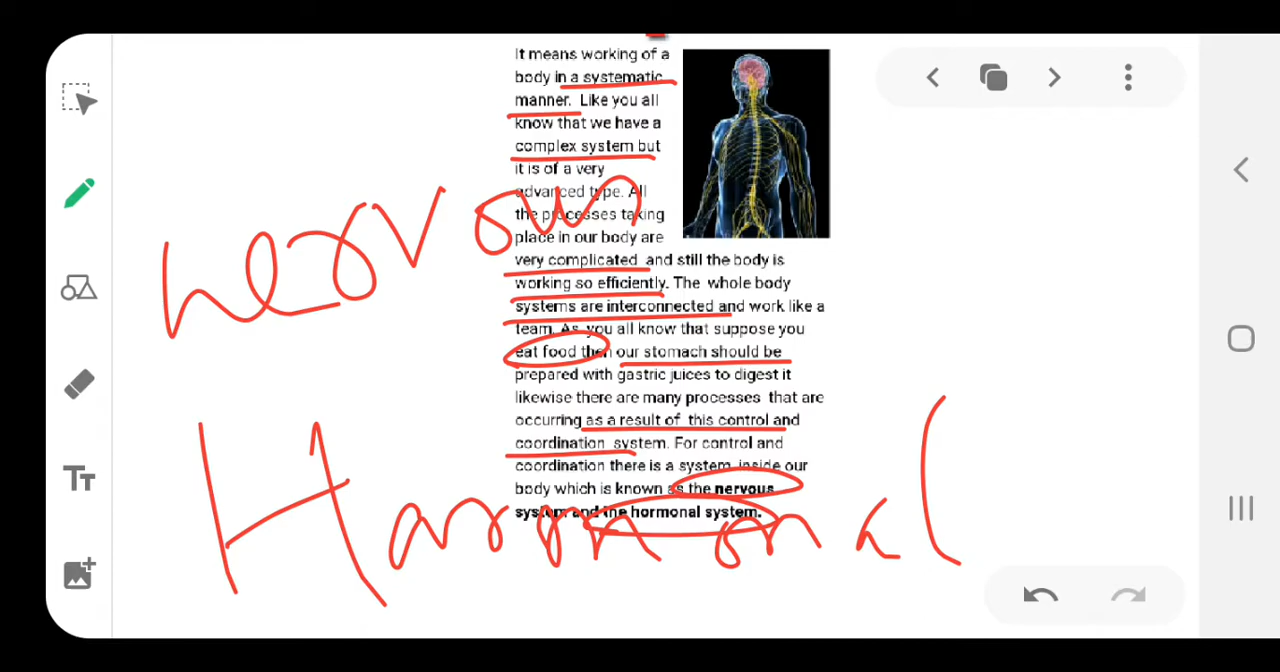 It means working of a
body in a systematic
manner. Like you all
know that we have a
complex system but
it is of a very
advanced type. All
the processes taking
place in our body are
very complicated and still the body is
working so efficiently. The whole body
systems are interconnected and work like a
team. As you all know that suppose you
eat food then our stomach should be
prepared with gastric juices to digest it
likewise there are many processes that are
occurring as a result of this control and
coordination system. For control and
coordination there is a system inside our
body which is known as the nervous
system and the hormonal system.
nervous
Harmonal
Tт